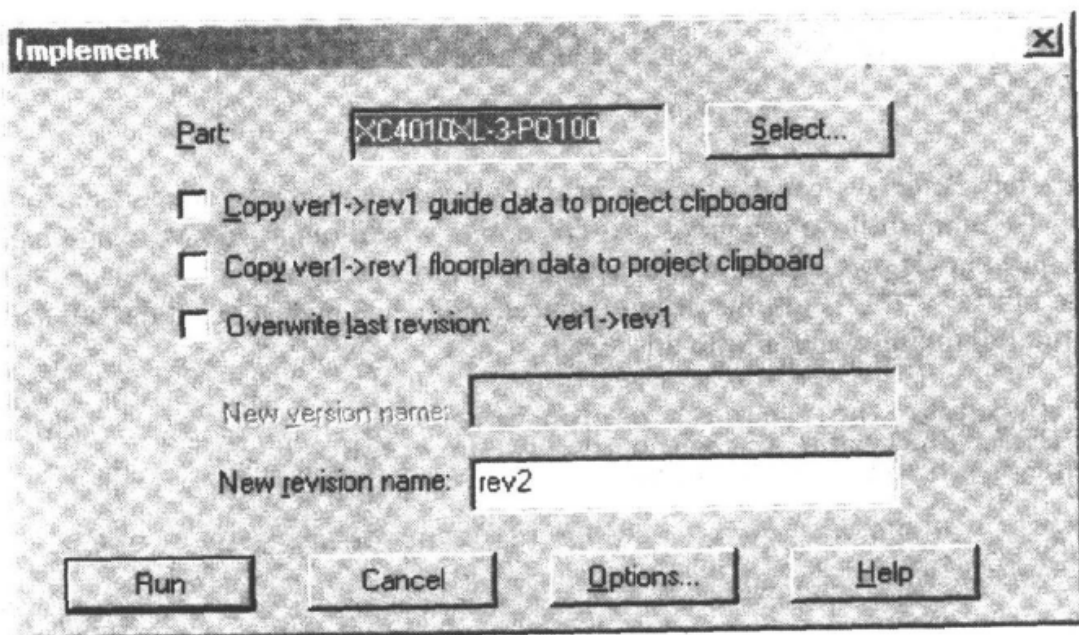 Implement
Part: XC4010XL-3-PQ100 Select...
Copy ver1->rev1 guide data to project clipboard
Copy ver1->rev1 floorplan data to project clipboard
Overwrite last revision: ver1->rev1
New version name:
New revision name: rev2
Run Cancel Options... Help